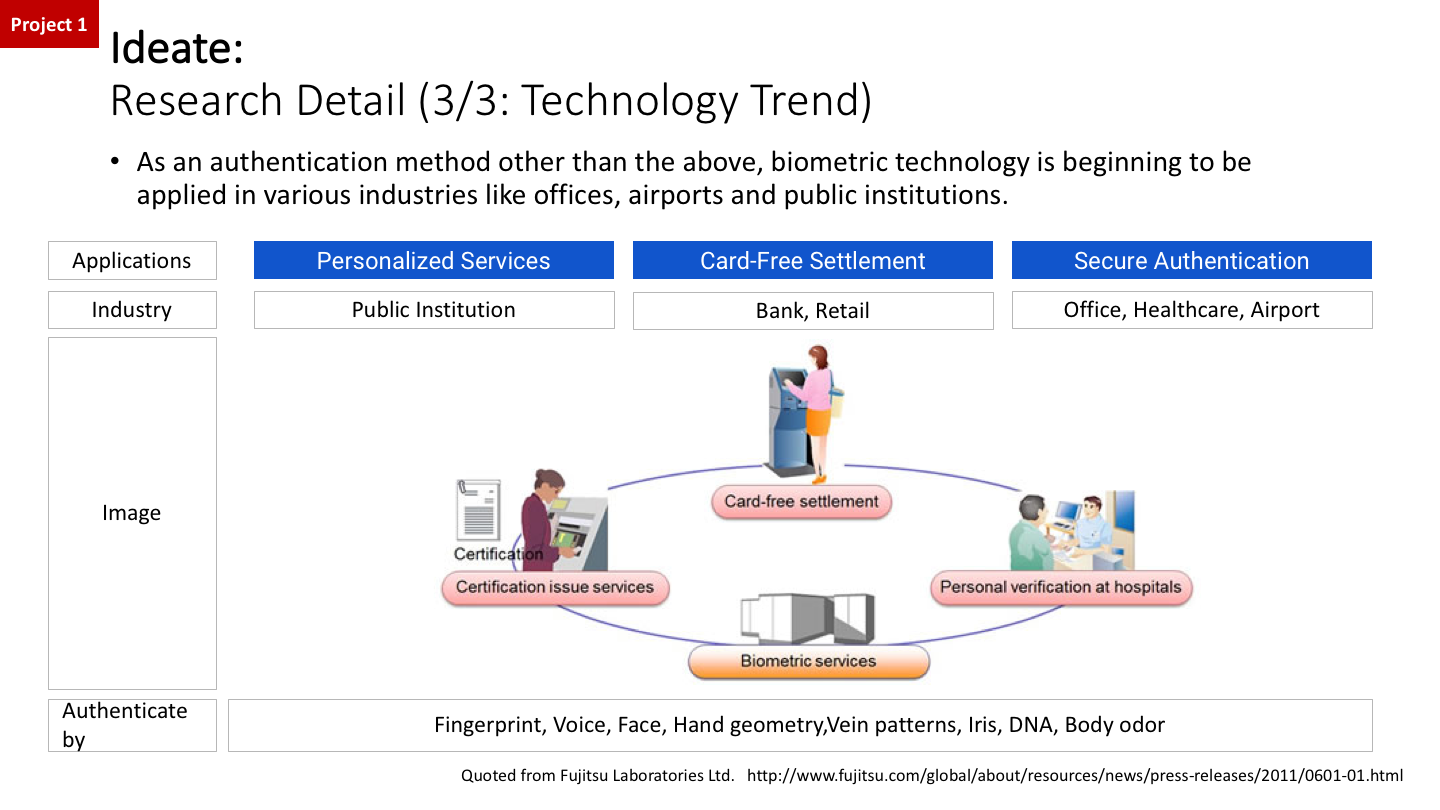 Project 1
Ideate:
Research Detail (3/3: Technology Trend)
• As an authentication method other than the above, biometric technology is beginning to be
applied in various industries like offices, airports and public institutions.
Applications
Personalized Services
Card-Free Settlement
Secure Authentication
Industry
Public Institution
Bank, Retail
Office, Healthcare, Airport
Image
Card-free settlement
Certification
Certification issue services
Personal verification at hospitals
Biometric services
Authenticate
by
Fingerprint, Voice, Face, Hand geometry,Vein patterns, Iris, DNA, Body odor
Quoted from Fujitsu Laboratories Ltd. http://www.fujitsu.com/global/about/resources/news/press-releases/2011/0601-01.html